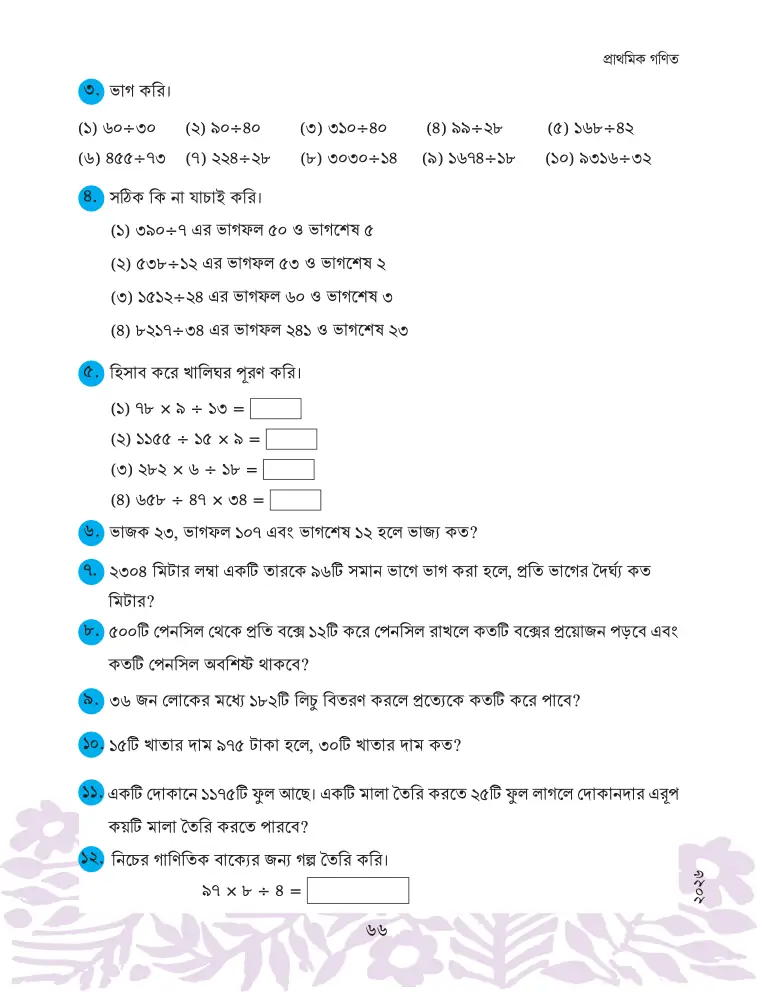 প্রাথমিক গণিত
৩. ভাগ করি।
(১) ৬০÷৩০ (২) ৯০÷৪০ (৩) ৩১০÷৪০ (৪) ৯৯÷২৮ (৫) ১৬৮÷৪২
(৬) ৪৫৫÷৭৩ (৭) ২২৪÷২৮ (৮) ৩০৩০÷১৪ (৯) ১৬৭৪÷১৮ (১০) ৯৩১৬÷৩২
৪. সঠিক কি না যাচাই করি।
(১) ৩৯০÷৭ এর ভাগফল ৫০ ও ভাগশেষ ৫
(২) ৫৩৮÷১২ এর ভাগফল ৫৩ ও ভাগশেষ ২
(৩) ১৫১২÷২৪ এর ভাগফল ৬০ ও ভাগশেষ ৩
(৪) ৮২১৭÷৩৪ এর ভাগফল ২৪১ ও ভাগশেষ ২৩
৫. হিসাব করে খালিঘর পূরণ করি।
(১) ৭৮ × ৯ ÷ ১৩ =
(২) ১১৫৫ ÷ ১৫ × ৯ =
(৩) ২৮২ × ৬ ÷ ১৮ =
(৪) ৬৫৮ ÷ ৪৭ × ৩৪ =
৬. ভাজক ২৩, ভাগফল ১০৭ এবং ভাগশেষ ১২ হলে ভাজ্য কত?
৭. ২৩০৪ মিটার লম্বা একটি তারকে ৯৬টি সমান ভাগে ভাগ করা হলে, প্রতি ভাগের দৈর্ঘ্য কত
মিটার?
৮. ৫০০টি পেনসিল থেকে প্রতি বক্সে ১২টি করে পেনসিল রাখলে কতটি বক্সের প্রয়োজন পড়বে এবং
কতটি পেনসিল অবশিষ্ট থাকবে?
৯. ৩৬ জন লোকের মধ্যে ১৮২টি লিচু বিতরণ করলে প্রত্যেকে কতটি করে পাবে?
১০. ১৫টি খাতার দাম ৯৭৫ টাকা হলে, ৩০টি খাতার দাম কত?
১১. একটি দোকানে ১১৭৫টি ফুল আছে। একটি মালা তৈরি করতে ২৫টি ফুল লাগলে দোকানদার এরূপ
কয়টি মালা তৈরি করতে পারবে?
১২. নিচের গাণিতিক বাক্যের জন্য গল্প তৈরি করি।
৯৭ × ৮ ÷ ৪ =
২০২৬
৬৬